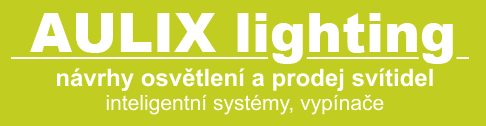 AULIX lighting
návrhy osvětlení a prodej svítidel
inteligentní systémy, vypínače